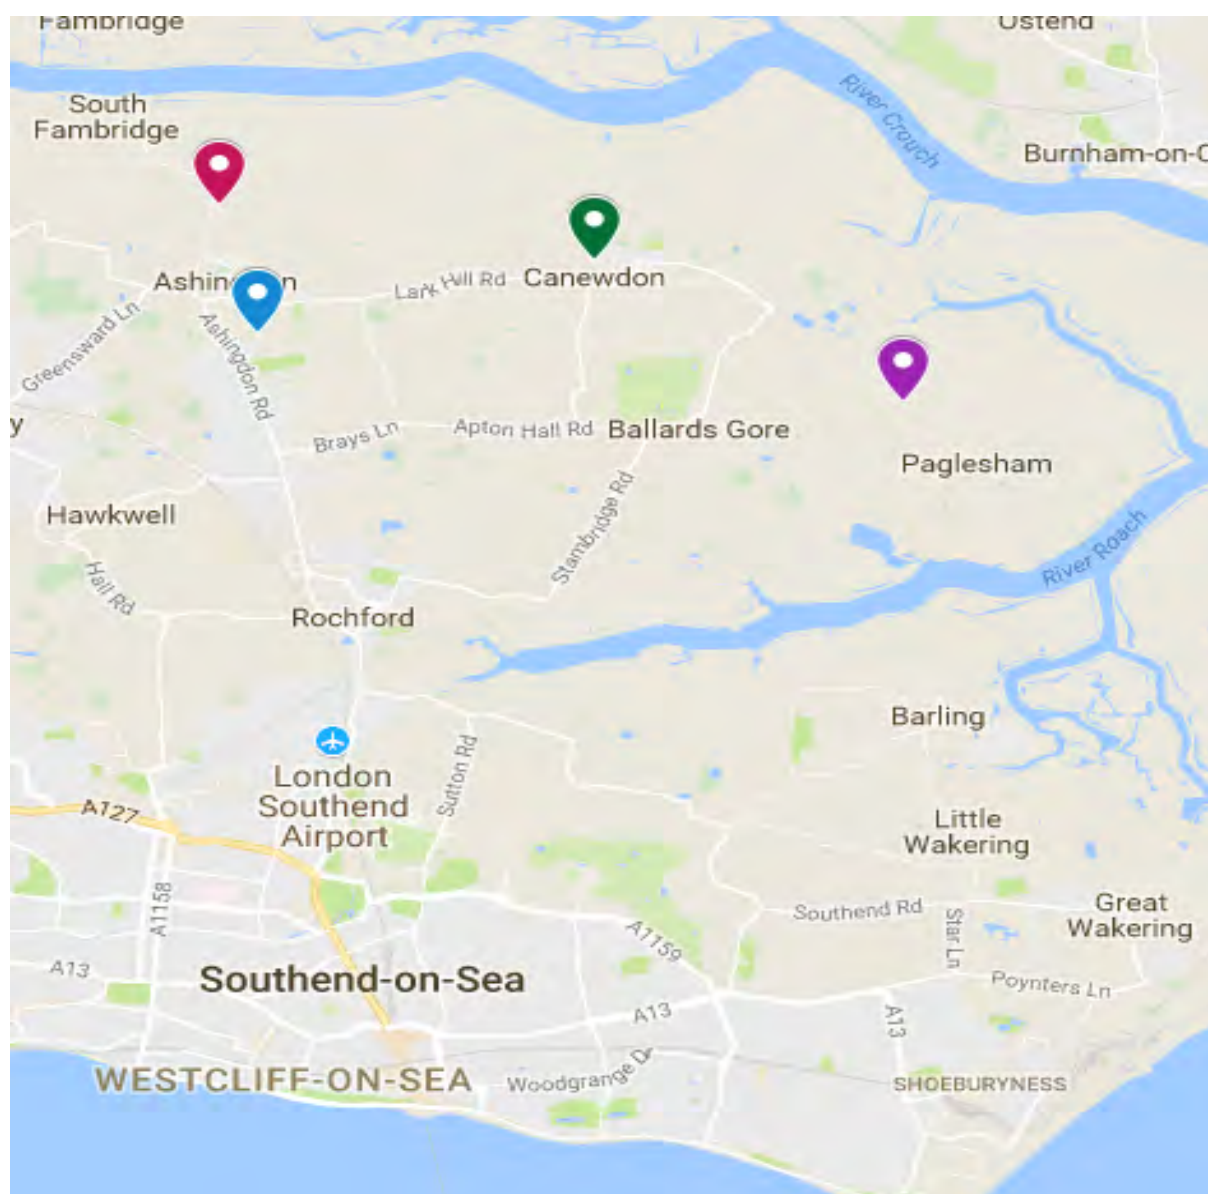 Fambridge
Ostend
South
Fambridge
River Crouch
Burnham-on-C
Lark Hill Rd
Canewdon
Greensward Ln
Ashingdon Rd
Brays Ln
Apton Hall Rd
Ballards Gore
y
Paglesham
Hawkwell
Stambridge Rd
River Roach
Hall Rd
Rochford
Barling
London
Southend
Airport
Sutton Rd
A127
Little
Wakering
A1158
Southend Rd
Star Ln
Great
Wakering
A1159
A13
Southend-on-Sea
Poynters Ln
A13
A13
WESTCLIFF-ON-SEA
Woodgrange D
SHOEBURYNESS